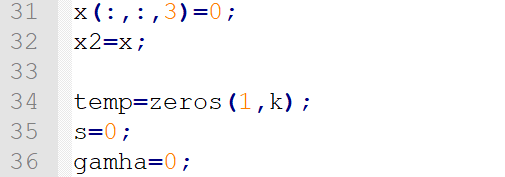 31 x(:,:,3)=0;
32 x2=x;
33
34 temp=zeros(1,k);
35 s=0;
36 gamha=0;